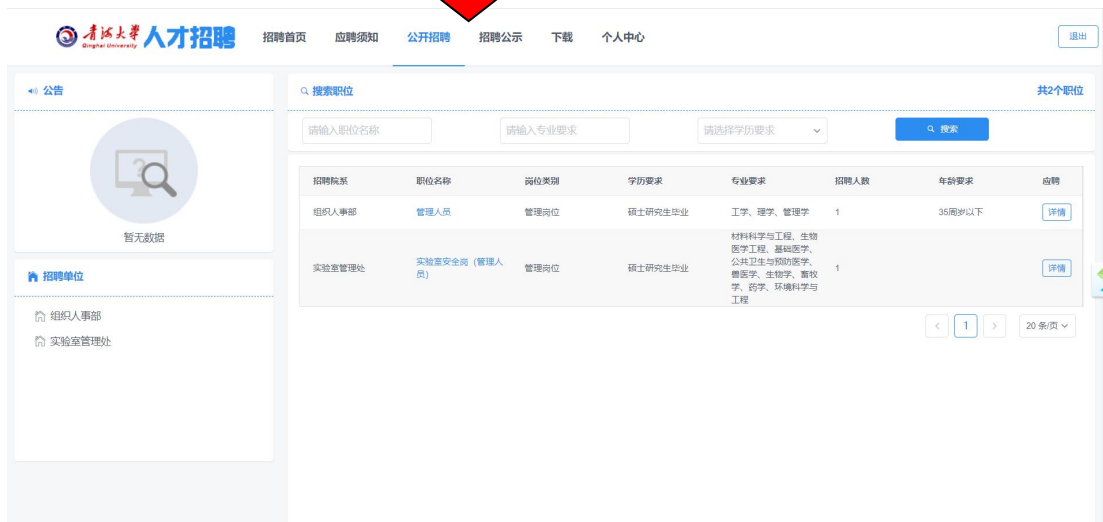 青海大学 人才招聘 招聘首页 应聘须知 公开招聘 招聘公示 下载 个人中心 退出
Qinghai University
公告
?
暂无数据
招聘单位
组织人事部
实验室管理处
搜索职位 共2个职位
请输入职位名称 请输入专业要求 请选择学历要求 搜索
招聘院系 职位名称 岗位类别 学历要求 专业要求 招聘人数 年龄要求 应聘
组织人事部 管理人员 管理岗位 硕士研究生毕业 工学、理学、管理学 1 35周岁以下 详情
实验室管理处 实验室安全岗（管理人员） 管理岗位 硕士研究生毕业 材料科学与工程、生物
医学工程、基础医学、
公共卫生与预防医学、
兽医学、生物学、畜牧
学、药学、环境科学与
工程 1 详情
< 1 > 20 条/页